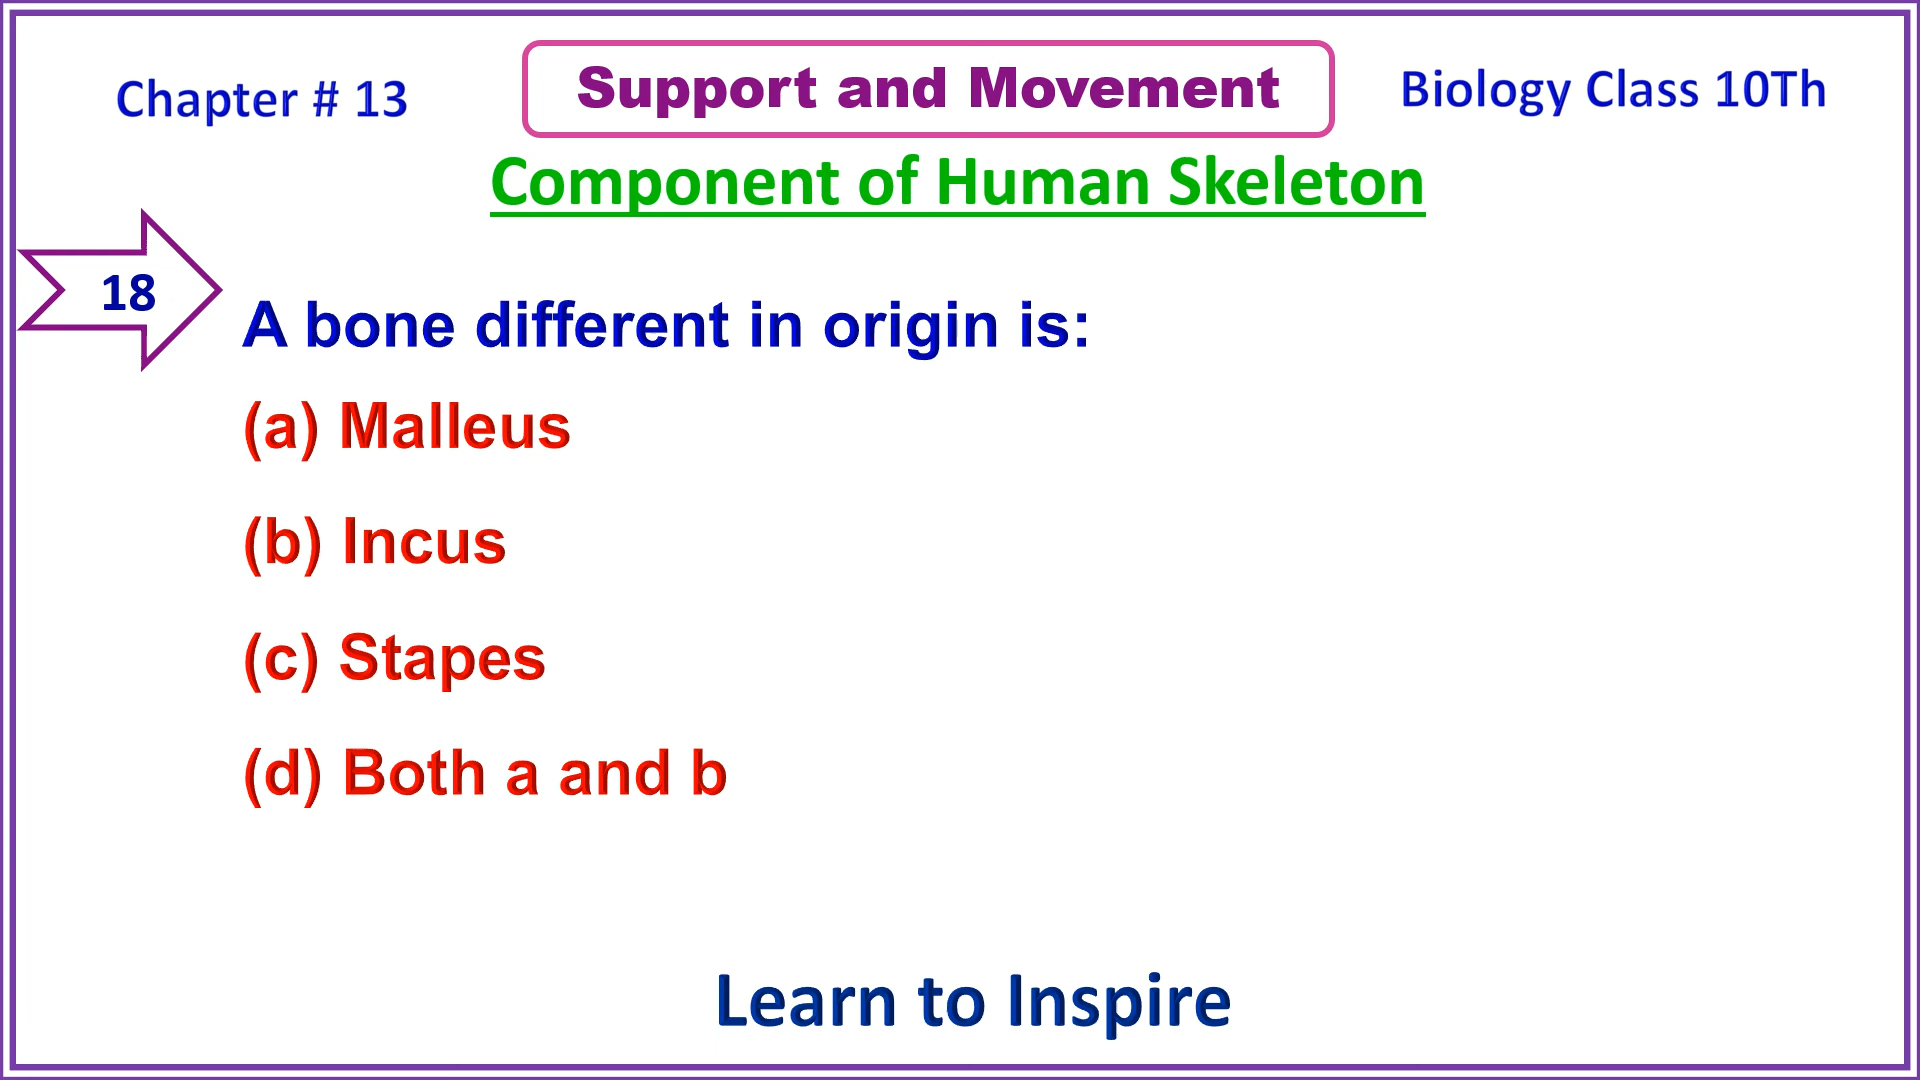 Chapter # 13
Support and Movement
Biology Class 10Th
Component of Human Skeleton
18
A bone different in origin is:
(a) Malleus
(b) Incus
(c) Stapes
(d) Both a and b
Learn to Inspire